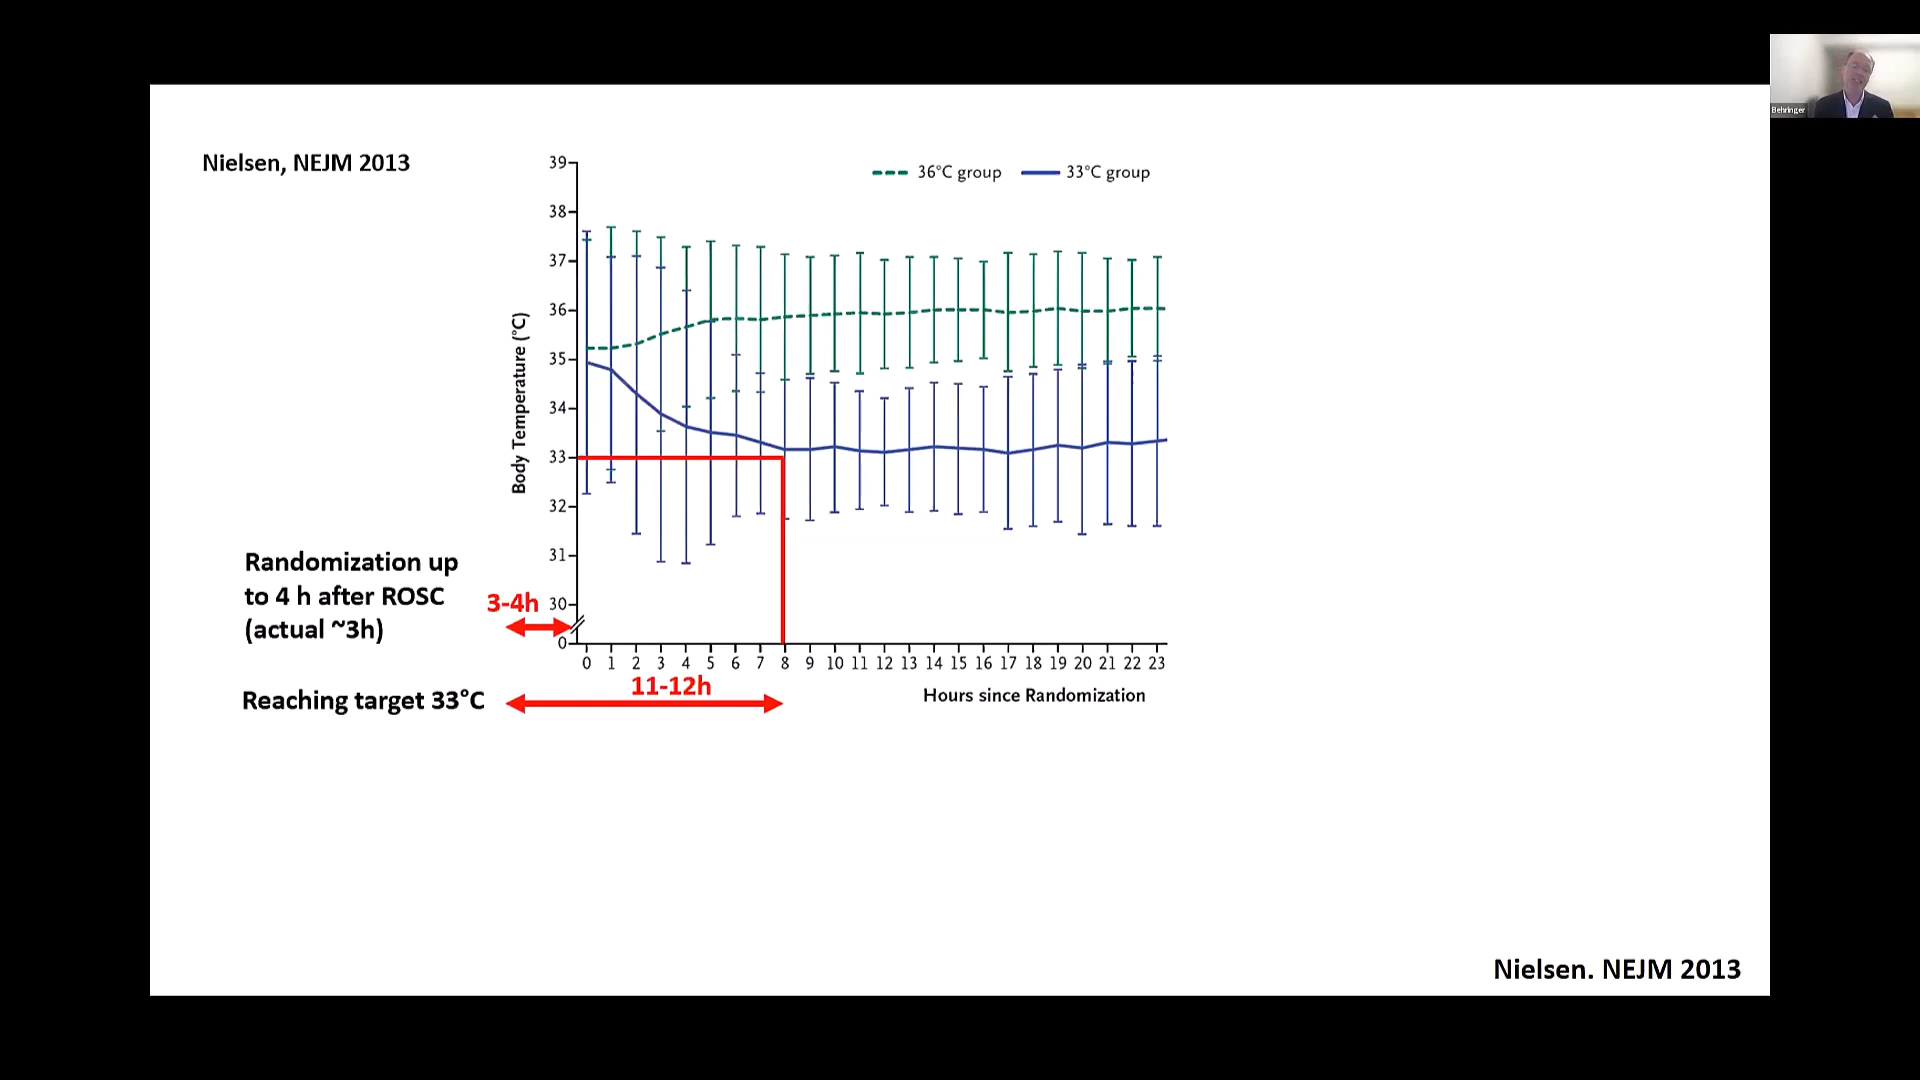 Behringer
Nielsen, NEJM 2013
36°C group
33°C group
39
38
37
36
35
34
33
32
31
30
0
Body Temperature (°C)
Randomization up
to 4 h after ROSC
(actual ~3h)
3-4h
0 1 2 3 4 5 6 7 8 9 10 11 12 13 14 15 16 17 18 19 20 21 22 23
11-12h
Hours since Randomization
Reaching target 33°C
Nielsen. NEJM 2013